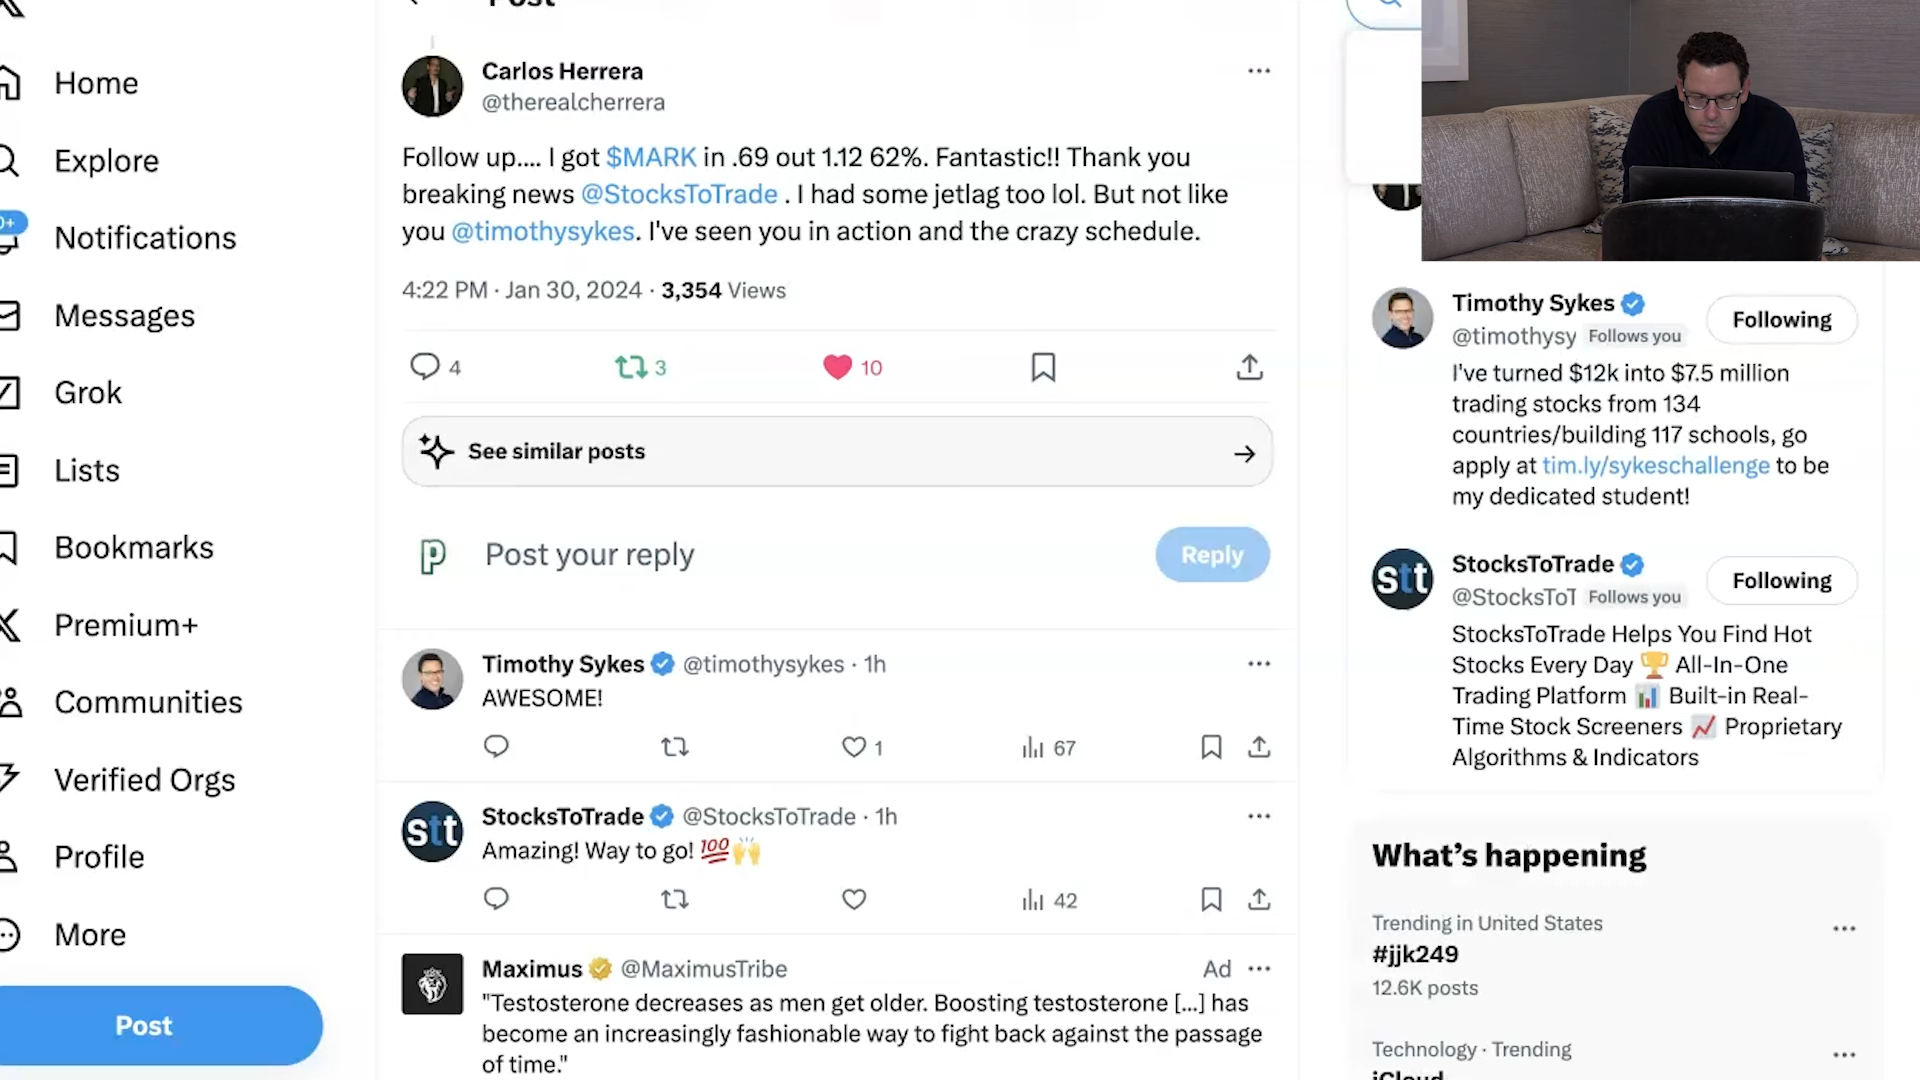 Post
Home
Explore
Notifications
Messages
Grok
Lists
Bookmarks
Premium+
Communities
Verified Orgs
Profile
More
Post
Carlos Herrera
@therealcherrera
Follow up.... I got $MARK in .69 out 1.12 62%. Fantastic!! Thank you
breaking news @StocksToTrade . I had some jetlag too lol. But not like
you @timothysykes. I've seen you in action and the crazy schedule.
4:22 PM · Jan 30, 2024 · 3,354 Views
4 3 10
See similar posts
Post your reply
Reply
Timothy Sykes @timothysykes · 1h
AWESOME!
1 67
StocksToTrade @StocksToTrade · 1h
Amazing! Way to go! 💯🙌
42
Maximus @MaximusTribe
Ad
"Testosterone decreases as men get older. Boosting testosterone [...] has
become an increasingly fashionable way to fight back against the passage
of time."
Timothy Sykes
@timothysy Follows you
Following
I've turned $12k into $7.5 million
trading stocks from 134
countries/building 117 schools, go
apply at tim.ly/sykeschallenge to be
my dedicated student!
stt
StocksToTrade
@StocksToT Follows you
Following
StocksToTrade Helps You Find Hot
Stocks Every Day 🏆 All-In-One
Trading Platform 📊 Built-in Real-
Time Stock Screeners 📈 Proprietary
Algorithms & Indicators
What's happening
Trending in United States
#jjk249
12.6K posts
Technology · Trending
iCloud